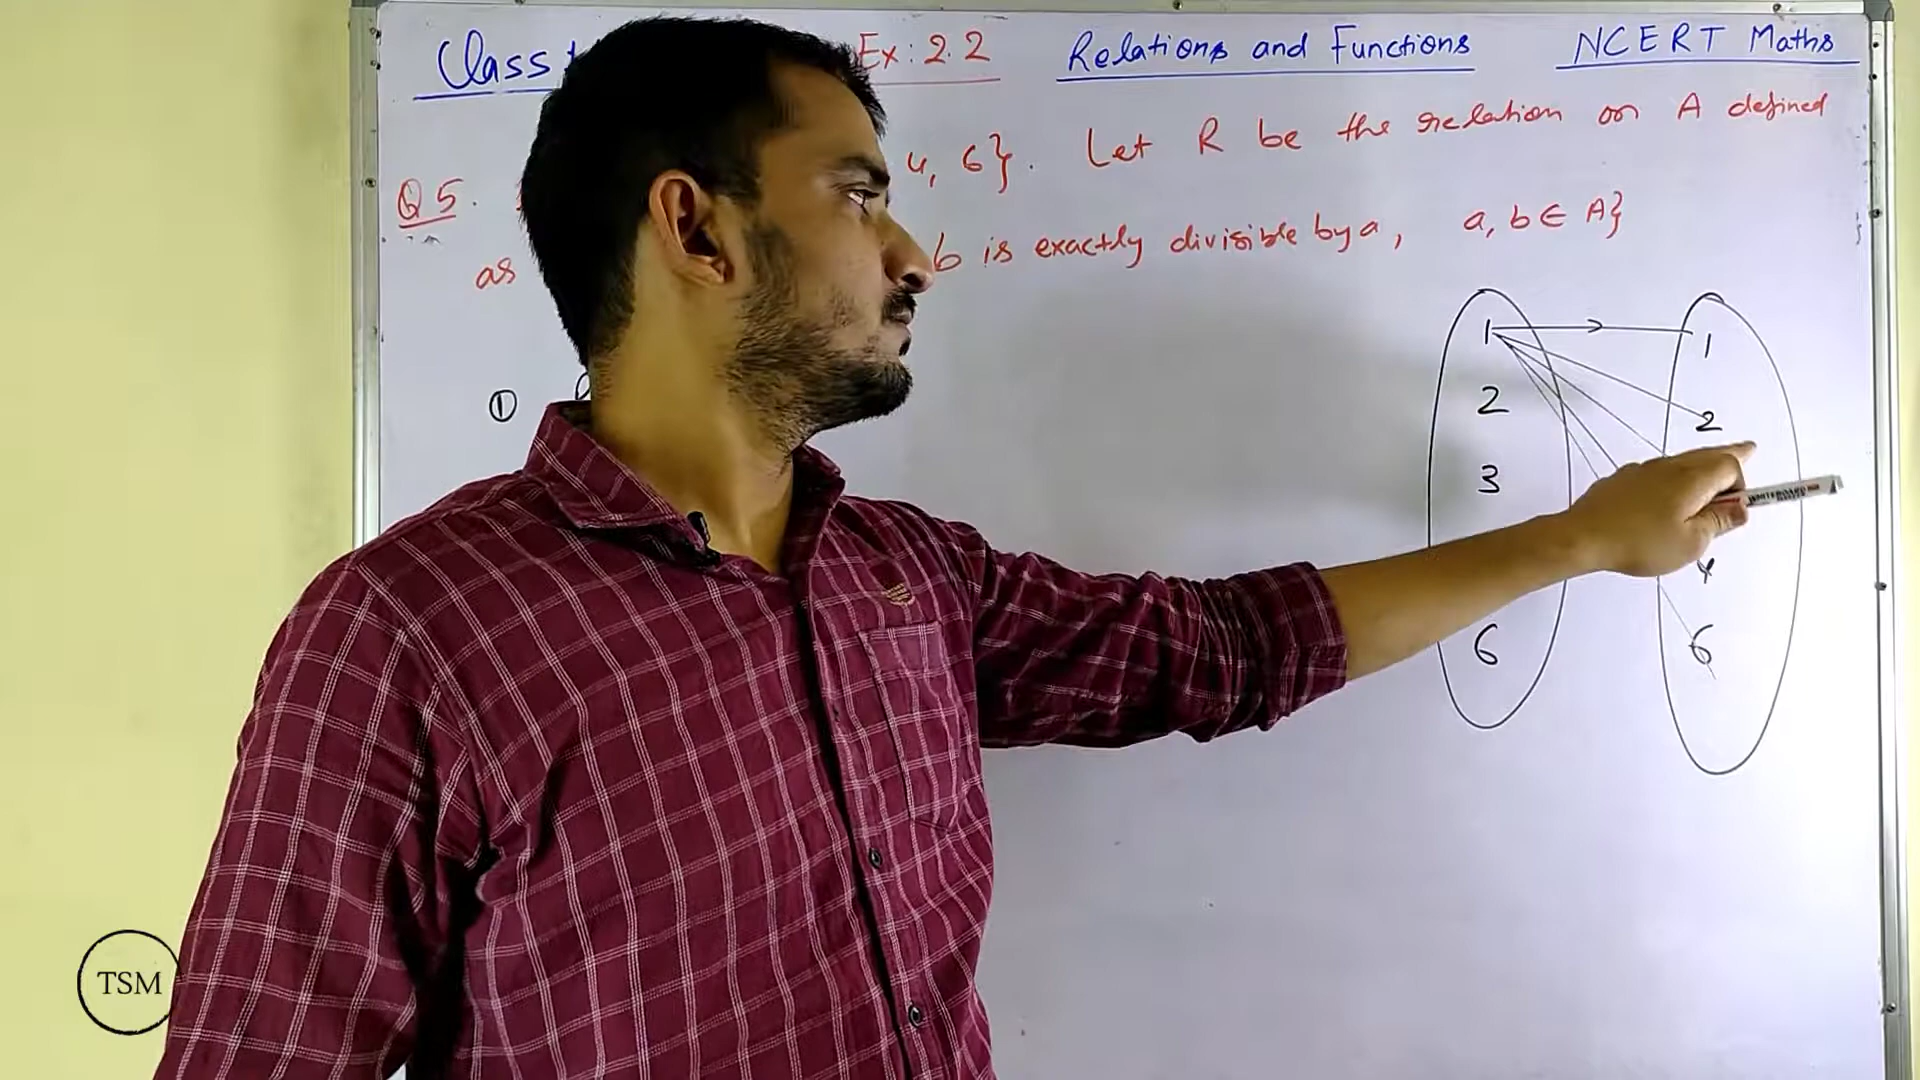 Class Ex: 2.2 Relations and Functions NCERT Maths
Q5. 4, 6}. Let R be the relation on A defined
as b is exactly divisible by a, a, b ∈ A}
①
1 1
2 2
3
4
6 6
WHITEBOARD
TSM